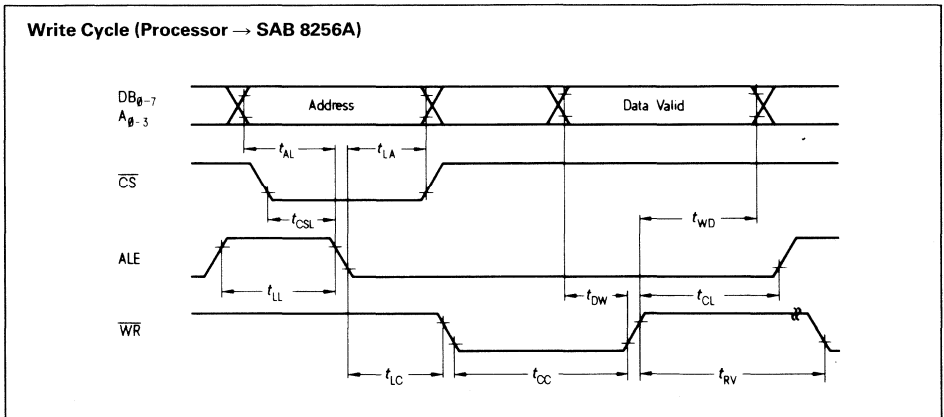 Write Cycle (Processor → SAB 8256A)
DB0-7
A0-3
Address
Data Valid
tAL
tLA
CS
tCSL
tWD
ALE
tLL
tDW
tCL
WR
tLC
tCC
tRV